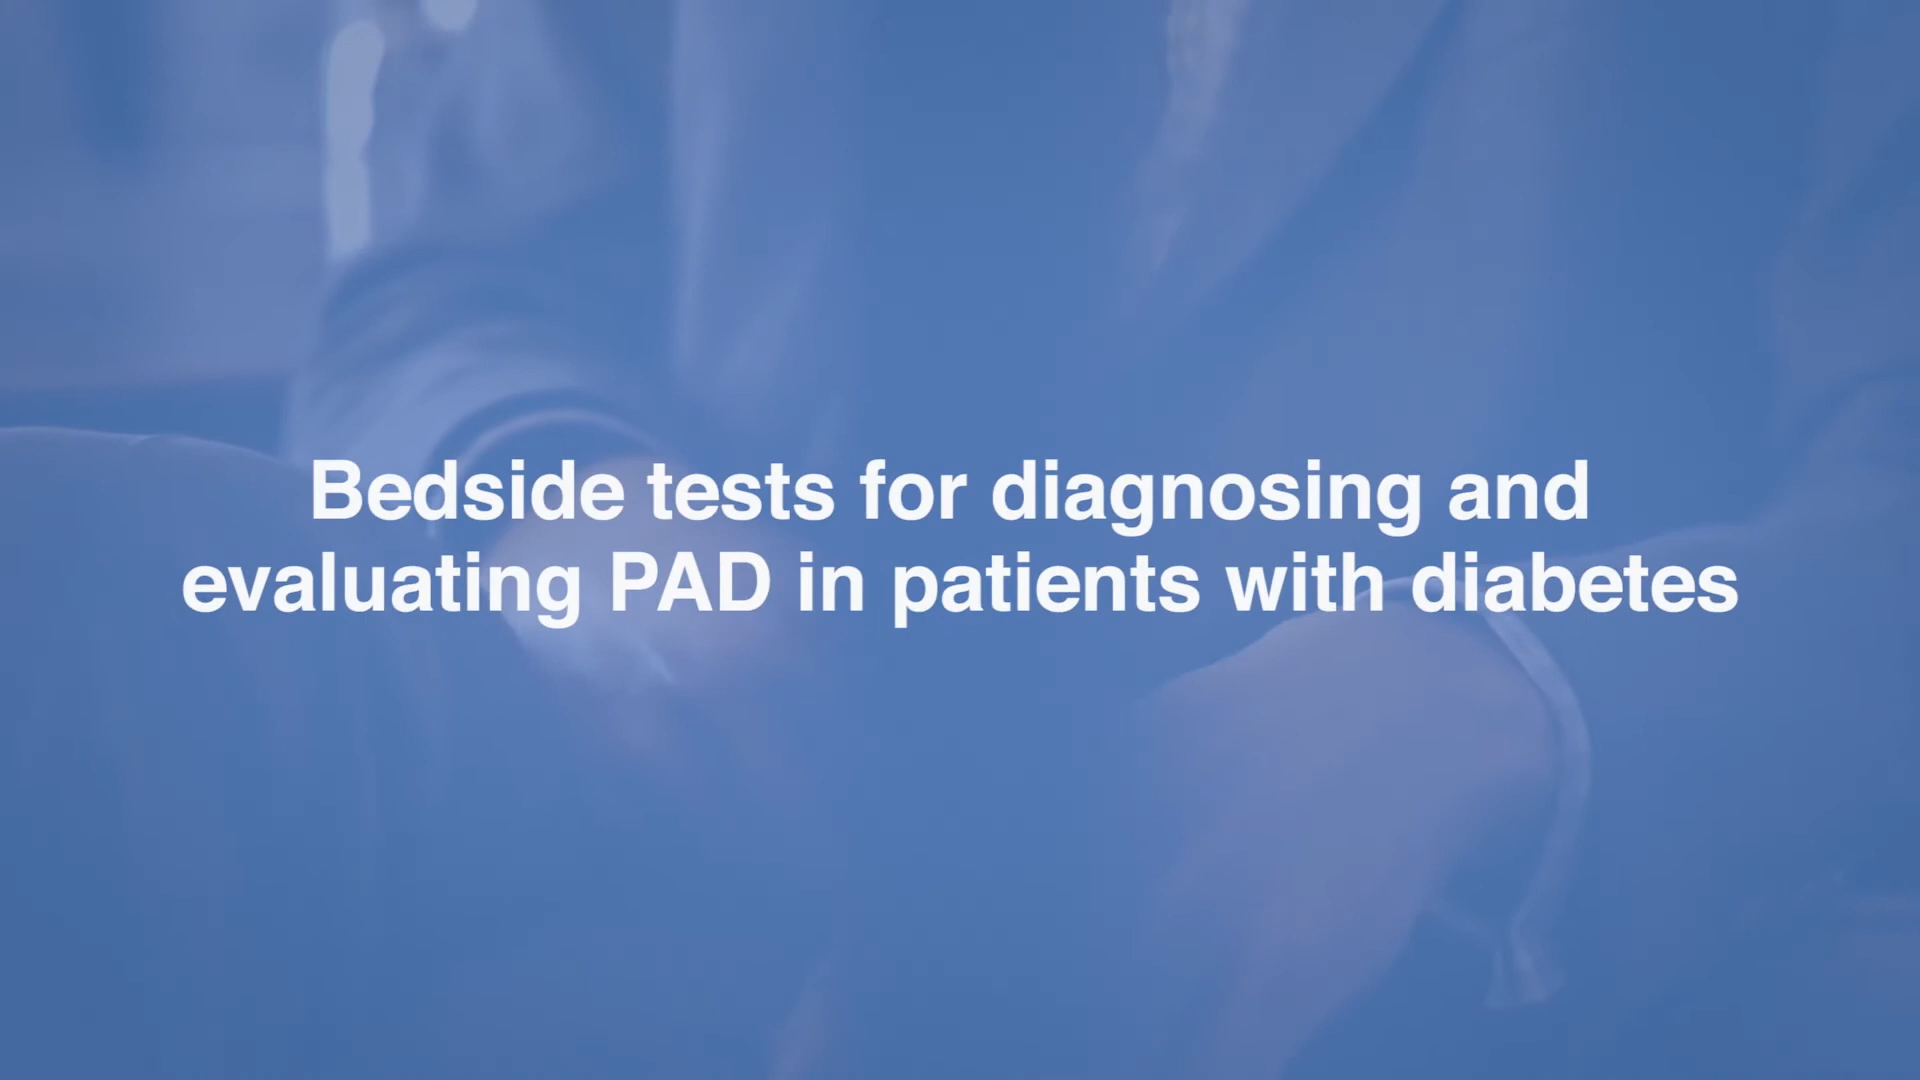 Bedside tests for diagnosing and
evaluating PAD in patients with diabetes